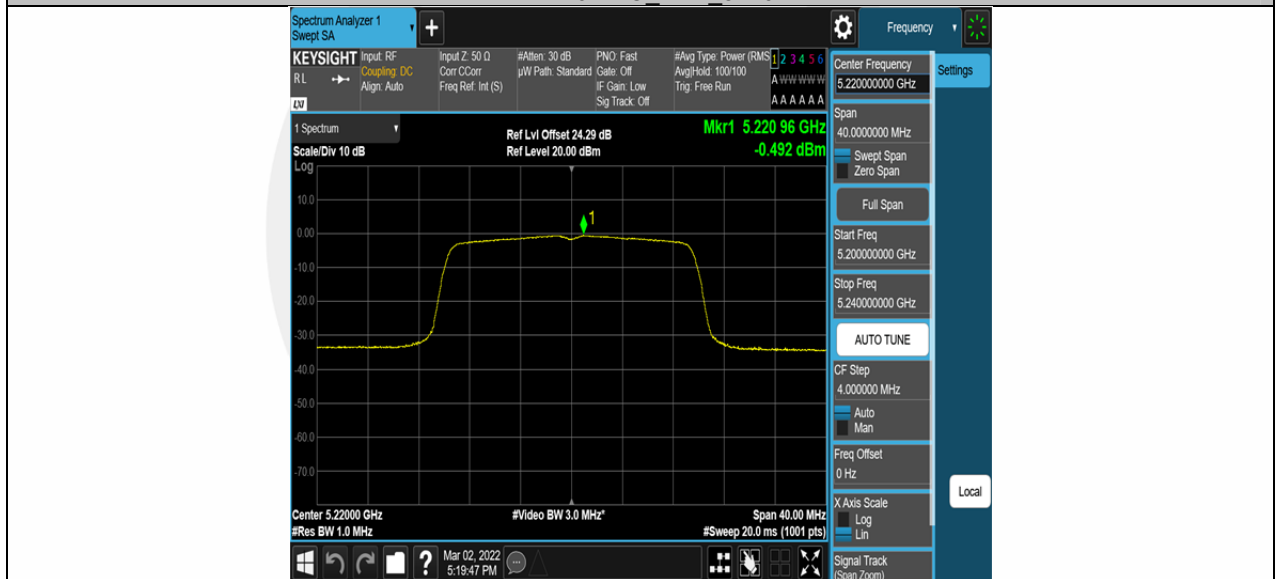 Spectrum Analyzer 1
Swept SA
Frequency
KEYSIGHT
RL
LXI
Input: RF
Coupling: DC
Align: Auto
Input Z: 50 Ω
Corr CCorr
Freq Ref: Int (S)
#Atten: 30 dB
µW Path: Standard
PNO: Fast
Gate: Off
IF Gain: Low
Sig Track: Off
#Avg Type: Power (RMS
Avg|Hold: 100/100
Trig: Free Run
1 2 3 4 5 6
A W W W W W
A A A A A A
1 Spectrum
Scale/Div 10 dB
Log
Ref Lvl Offset 24.29 dB
Ref Level 20.00 dBm
Mkr1 5.220 96 GHz
-0.492 dBm
1
10.0
0.00
-10.0
-20.0
-30.0
-40.0
-50.0
-60.0
-70.0
Center 5.22000 GHz
#Res BW 1.0 MHz
#Video BW 3.0 MHz*
Span 40.00 MHz
#Sweep 20.0 ms (1001 pts)
Mar 02, 2022
5:19:47 PM
Center Frequency
5.220000000 GHz
Settings
Span
40.0000000 MHz
Swept Span
Zero Span
Full Span
Start Freq
5.200000000 GHz
Stop Freq
5.240000000 GHz
AUTO TUNE
CF Step
4.000000 MHz
Auto
Man
Freq Offset
0 Hz
X Axis Scale
Log
Lin
Local
Signal Track
(Span Zoom)